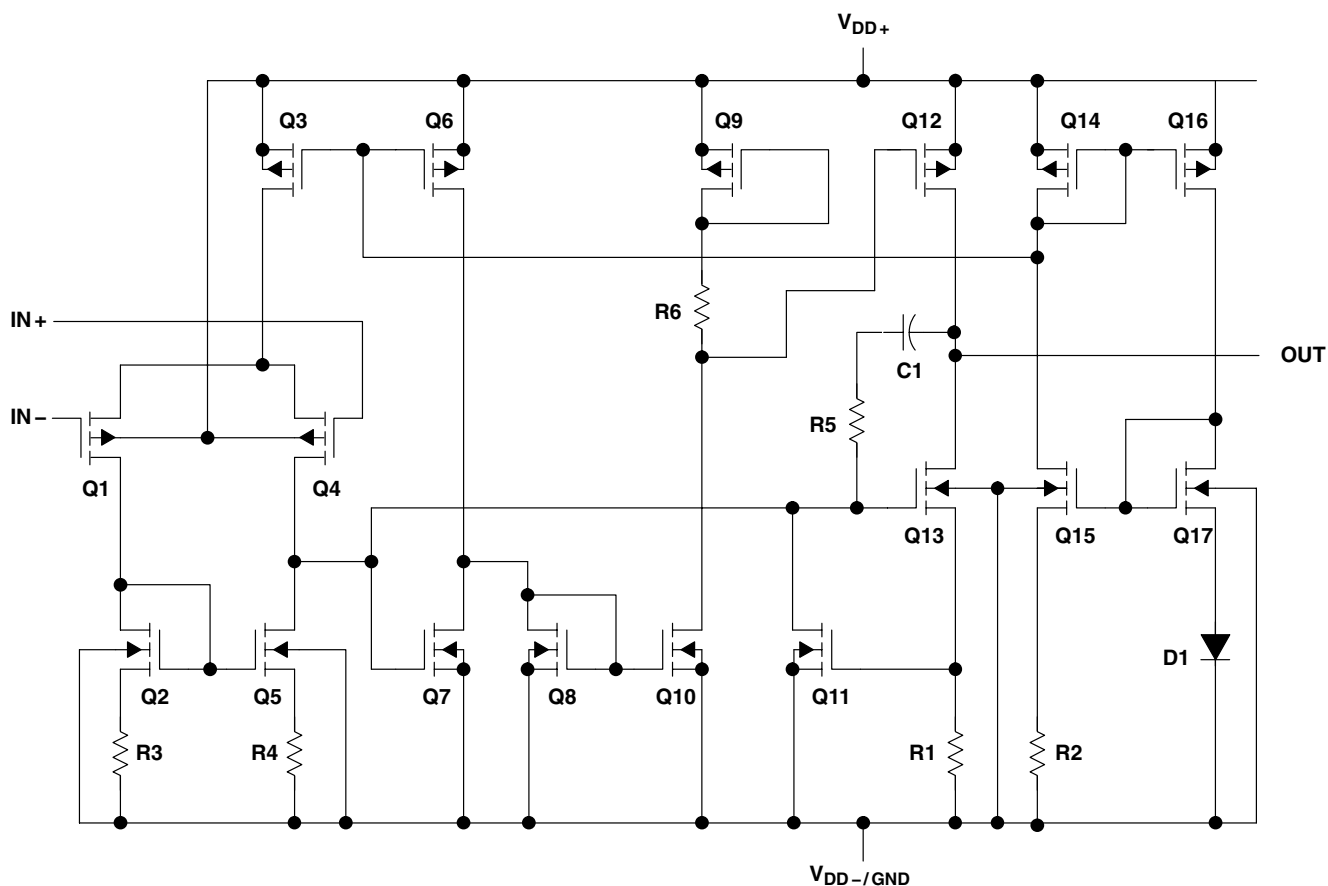 VDD+
Q3
Q6
Q9
Q12
Q14
Q16
R6
IN+
OUT
C1
IN−
R5
Q1
Q4
Q13
Q15
Q17
D1
Q2
Q5
Q7
Q8
Q10
Q11
R3
R4
R1
R2
VDD−/GND